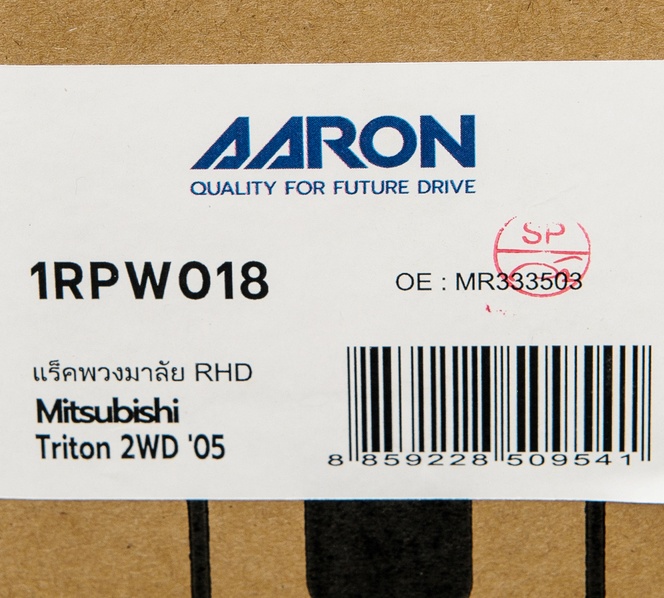 AARON
QUALITY FOR FUTURE DRIVE
SP
1RPW018
OE : MR333503
แร็คพวงมาลัย RHD
Mitsubishi
Triton 2WD '05
8 859228 509541